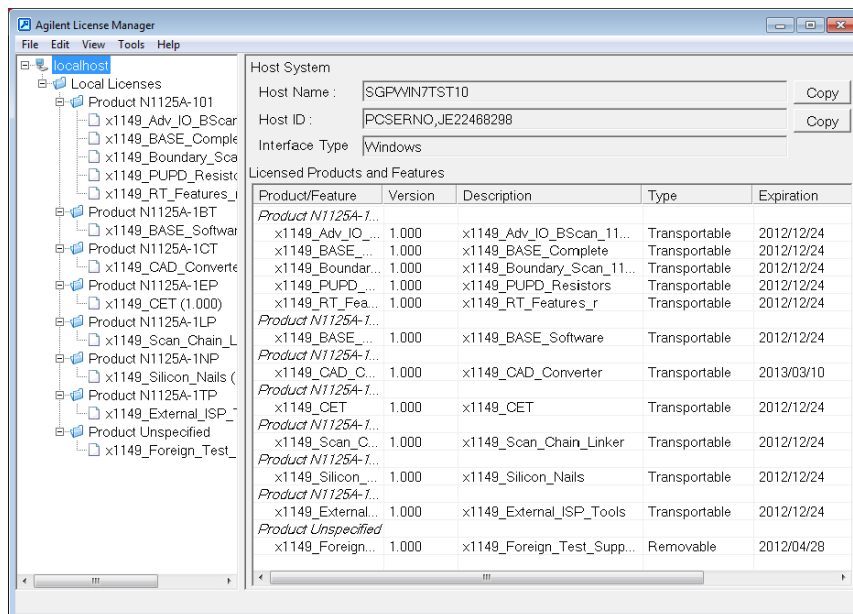 Agilent License Manager
File Edit View Tools Help
localhost
Local Licenses
Product N1125A-101
x1149_Adv_IO_BScar
x1149_BASE_Comple
x1149_Boundary_Sca
x1149_PUPD_Resisto
x1149_RT_Features_r
Product N1125A-1BT
x1149_BASE_Softwar
Product N1125A-1CT
x1149_CAD_Converte
Product N1125A-1EP
x1149_CET (1.000)
Product N1125A-1LP
x1149_Scan_Chain_L
Product N1125A-1NP
x1149_Silicon_Nails (
Product N1125A-1TP
x1149_External_ISP_T
Product Unspecified
x1149_Foreign_Test_
Host System
Host Name : SGPWIN7TST10 Copy
Host ID : PCSERNO,JE22468298 Copy
Interface Type Windows
Licensed Products and Features
Product/Feature Version Description Type Expiration
Product N1125A-1...
x1149_Adv_IO_... 1.000 x1149_Adv_IO_BScan_11... Transportable 2012/12/24
x1149_BASE_... 1.000 x1149_BASE_Complete Transportable 2012/12/24
x1149_Boundar... 1.000 x1149_Boundary_Scan_11... Transportable 2012/12/24
x1149_PUPD_... 1.000 x1149_PUPD_Resistors Transportable 2012/12/24
x1149_RT_Fea... 1.000 x1149_RT_Features_r Transportable 2012/12/24
Product N1125A-1...
x1149_BASE_... 1.000 x1149_BASE_Software Transportable 2012/12/24
Product N1125A-1...
x1149_CAD_C... 1.000 x1149_CAD_Converter Transportable 2013/03/10
Product N1125A-1...
x1149_CET 1.000 x1149_CET Transportable 2012/12/24
Product N1125A-1...
x1149_Scan_C... 1.000 x1149_Scan_Chain_Linker Transportable 2012/12/24
Product N1125A-1...
x1149_Silicon_... 1.000 x1149_Silicon_Nails Transportable 2012/12/24
Product N1125A-1...
x1149_External... 1.000 x1149_External_ISP_Tools Transportable 2012/12/24
Product Unspecified
x1149_Foreign... 1.000 x1149_Foreign_Test_Supp... Removable 2012/04/28